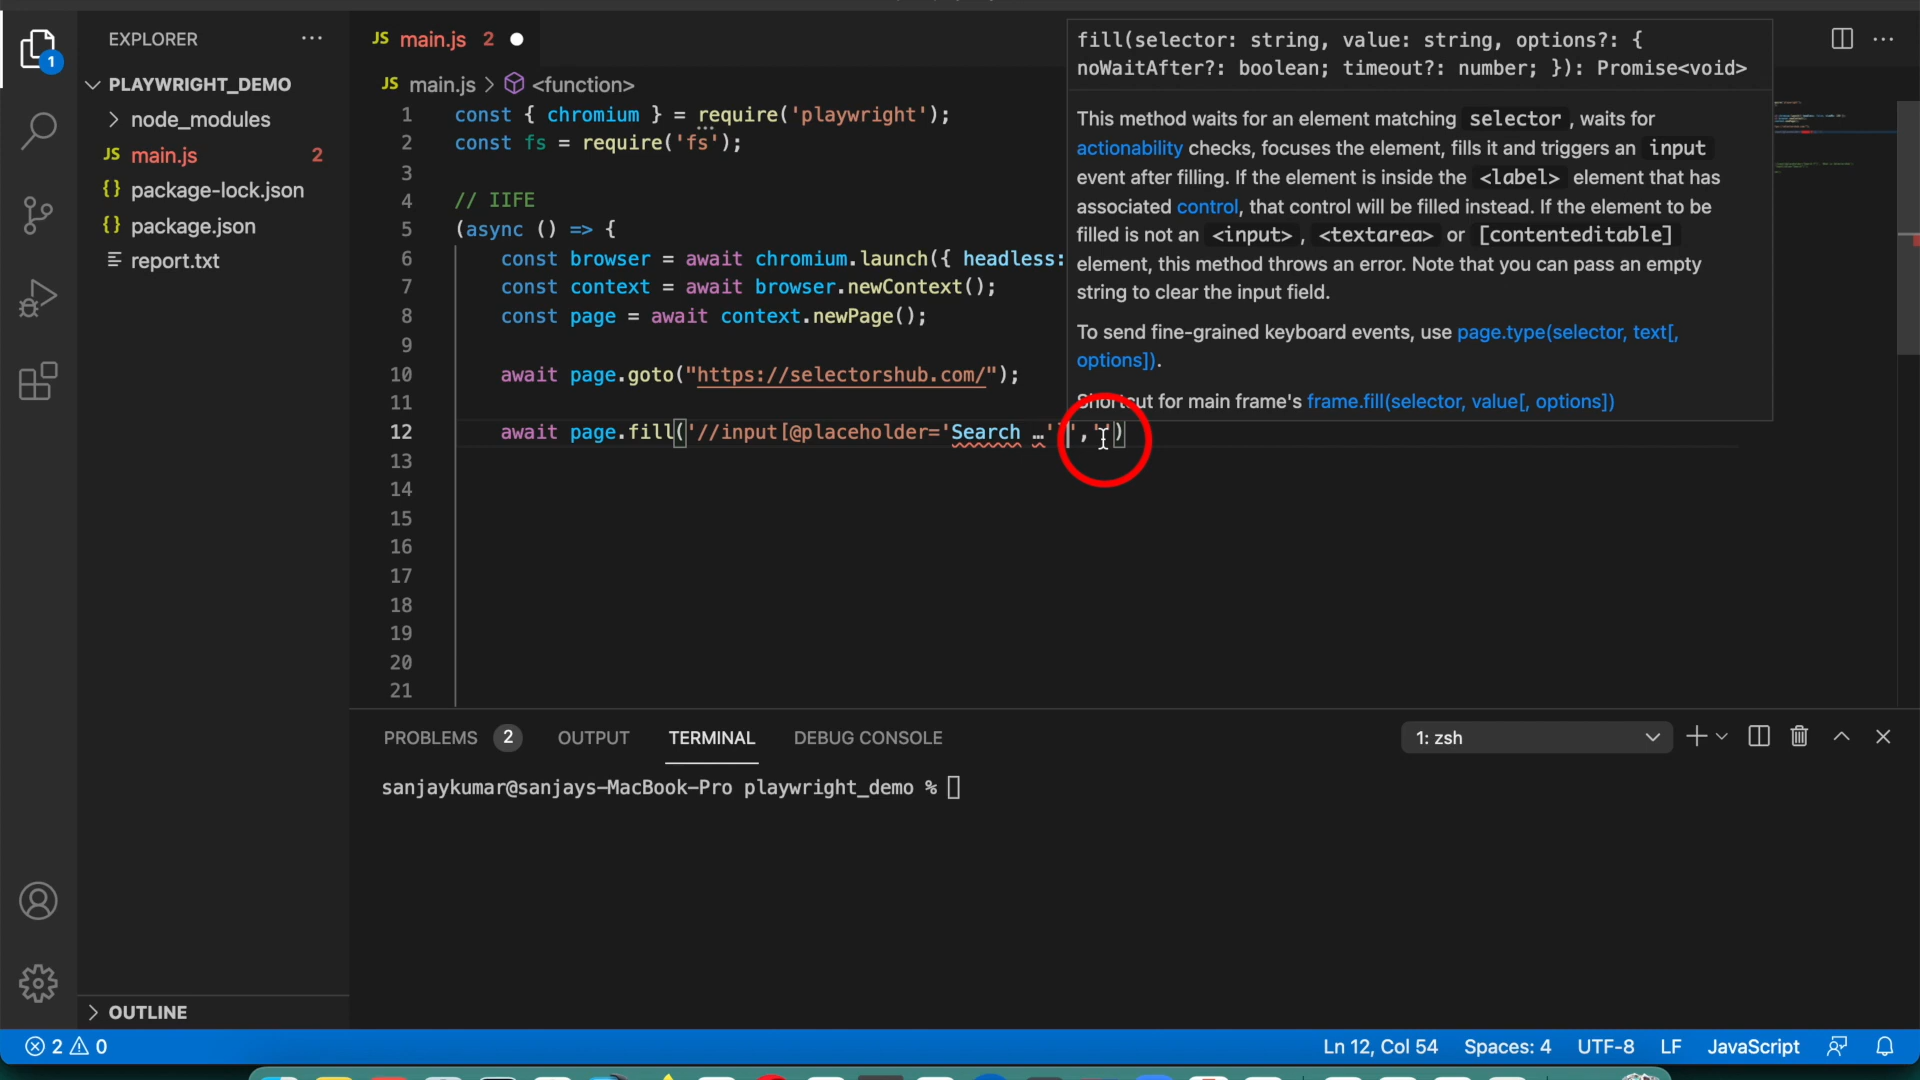 EXPLORER
PLAYWRIGHT_DEMO
node_modules
JS main.js 2
{} package-lock.json
{} package.json
report.txt
OUTLINE
1
JS main.js 2
JS main.js > <function>
1 const { chromium } = require('playwright');
2 const fs = require('fs');
3
4 // IIFE
5 (async () => {
6 const browser = await chromium.launch({ headless:
7 const context = await browser.newContext();
8 const page = await context.newPage();
9
10 await page.goto("https://selectorshub.com/");
11
12 await page.fill('//input[@placeholder='Search …']','')
13
14
15
16
17
18
19
20
21
fill(selector: string, value: string, options?: {
noWaitAfter?: boolean; timeout?: number; }): Promise<void>
This method waits for an element matching selector , waits for
actionability checks, focuses the element, fills it and triggers an input
event after filling. If the element is inside the <label> element that has
associated control, that control will be filled instead. If the element to be
filled is not an <input> , <textarea> or [contenteditable]
element, this method throws an error. Note that you can pass an empty
string to clear the input field.
To send fine-grained keyboard events, use page.type(selector, text[,
options]).
Shortcut for main frame's frame.fill(selector, value[, options])
PROBLEMS 2 OUTPUT TERMINAL DEBUG CONSOLE 1: zsh
sanjaykumar@sanjays-MacBook-Pro playwright_demo %
2 0 Ln 12, Col 54 Spaces: 4 UTF-8 LF JavaScript